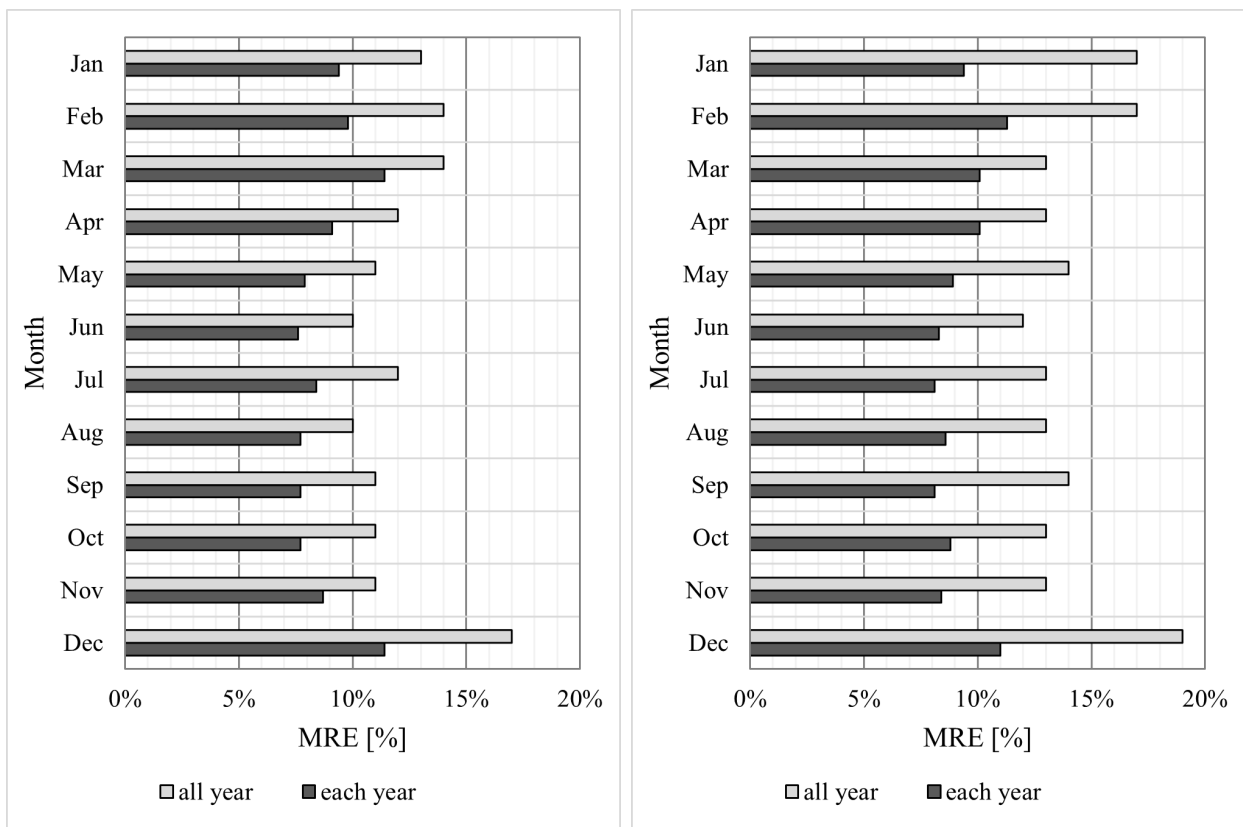 Month
Jan
Feb
Mar
Apr
May
Jun
Jul
Aug
Sep
Oct
Nov
Dec
0% 5% 10% 15% 20%
MRE [%]
all year each year
Month
Jan
Feb
Mar
Apr
May
Jun
Jul
Aug
Sep
Oct
Nov
Dec
0% 5% 10% 15% 20%
MRE [%]
all year each year